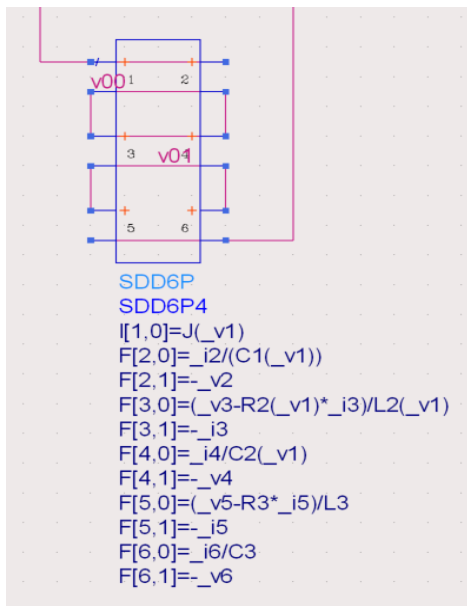 v00 1 2
3 v01 4
5 6
SDD6P
SDD6P4
I[1,0]=J(_v1)
F[2,0]=_i2/(C1(_v1))
F[2,1]=-_v2
F[3,0]=(_v3-R2(_v1)*_i3)/L2(_v1)
F[3,1]=-_i3
F[4,0]=_i4/C2(_v1)
F[4,1]=-_v4
F[5,0]=(_v5-R3*_i5)/L3
F[5,1]=-_i5
F[6,0]=_i6/C3
F[6,1]=-_v6